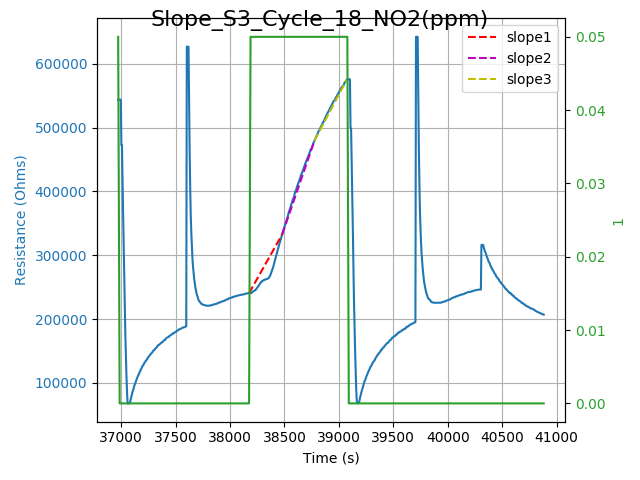 Slope_S3_Cycle_18_NO2(ppm)
slope1
slope2
slope3
600000
500000
400000
300000
200000
100000
Resistance (Ohms)
0.05
0.04
0.03
0.02
0.01
0.00
1
37000 37500 38000 38500 39000 39500 40000 40500 41000
Time (s)